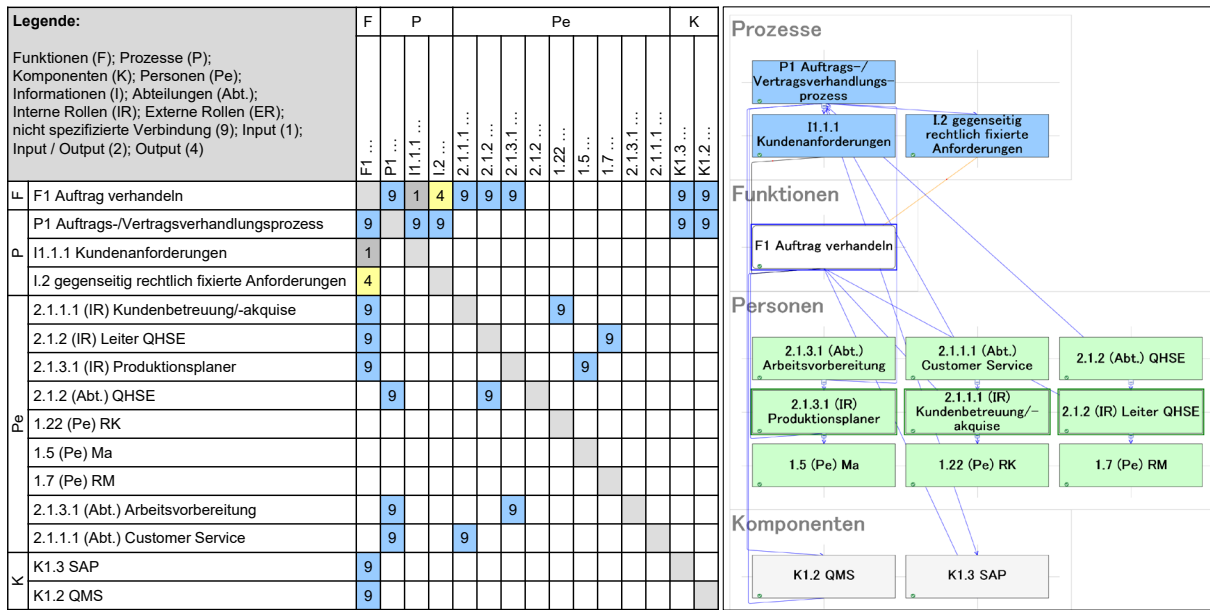 Legende:
Funktionen (F); Prozesse (P);
Komponenten (K); Personen (Pe);
Informationen (I); Abteilungen (Abt.);
Interne Rollen (IR); Externe Rollen (ER);
nicht spezifizierte Verbindung (9); Input (1);
Input / Output (2); Output (4)
F P Pe K
F1 ... P1 ... I1.1.1 ... I.2 ... 2.1.1.1 ... 2.1.2 ... 2.1.3.1 ... 2.1.2 ... 1.22 ... 1.5 ... 1.7 ... 2.1.3.1 ... 2.1.1.1 ... K1.3 ... K1.2 ...
F F1 Auftrag verhandeln 9 1 4 9 9 9 9 9
P
P1 Auftrags-/Vertragsverhandlungsprozess 9 9 9 9 9
I1.1.1 Kundenanforderungen 1
I.2 gegenseitig rechtlich fixierte Anforderungen 4
Pe
2.1.1.1 (IR) Kundenbetreuung/-akquise 9 9
2.1.2 (IR) Leiter QHSE 9 9
2.1.3.1 (IR) Produktionsplaner 9 9
2.1.2 (Abt.) QHSE 9 9
1.22 (Pe) RK
1.5 (Pe) Ma
1.7 (Pe) RM
2.1.3.1 (Abt.) Arbeitsvorbereitung 9 9
2.1.1.1 (Abt.) Customer Service 9 9
K
K1.3 SAP 9
K1.2 QMS 9
Prozesse
P1 Auftrags-/
Vertragsverhandlungs-
prozess
I1.1.1
Kundenanforderungen
I.2 gegenseitig
rechtlich fixierte
Anforderungen
Funktionen
F1 Auftrag verhandeln
Personen
2.1.3.1 (Abt.)
Arbeitsvorbereitung
2.1.1.1 (Abt.)
Customer Service
2.1.2 (Abt.) QHSE
2.1.3.1 (IR)
Produktionsplaner
2.1.1.1 (IR)
Kundenbetreuung/-
akquise
2.1.2 (IR) Leiter QHSE
1.5 (Pe) Ma
1.22 (Pe) RK
1.7 (Pe) RM
Komponenten
K1.2 QMS
K1.3 SAP